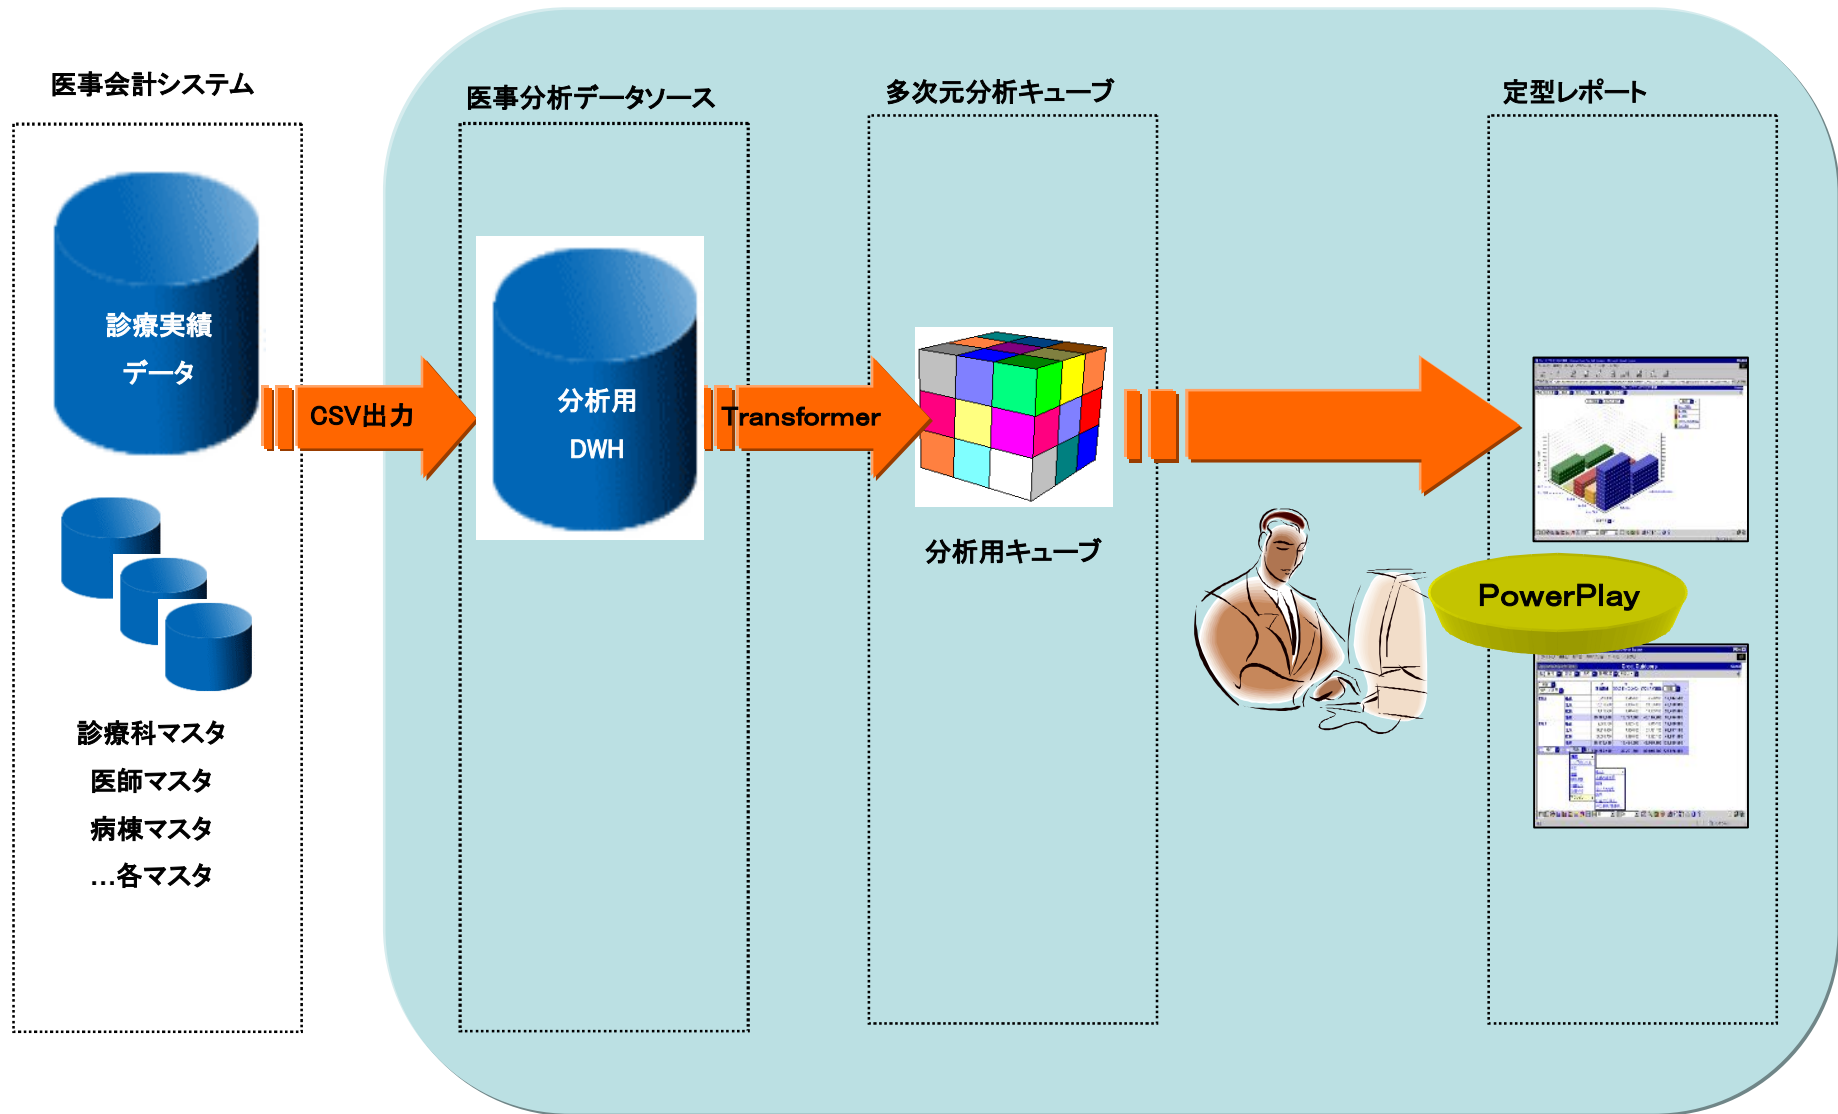 医事会計システム
診療実績
データ
診療科マスタ
医師マスタ
病棟マスタ
…各マスタ
CSV出力
医事分析データソース
分析用
DWH
Transformer
多次元分析キューブ
分析用キューブ
定型レポート
PowerPlay